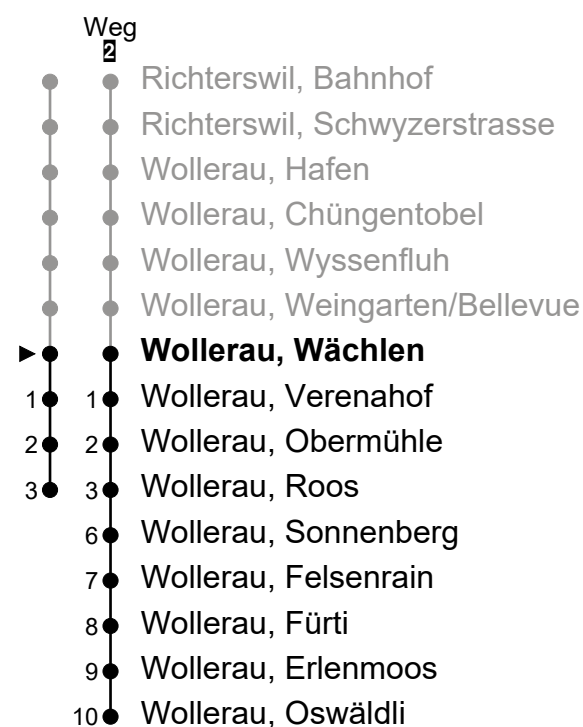 Weg
2
Richterswil, Bahnhof
Richterswil, Schwyzerstrasse
Wollerau, Hafen
Wollerau, Chüngentobel
Wollerau, Wyssenfluh
Wollerau, Weingarten/Bellevue
Wollerau, Wächlen
1 1 Wollerau, Verenahof
2 2 Wollerau, Obermühle
3 3 Wollerau, Roos
6 Wollerau, Sonnenberg
7 Wollerau, Felsenrain
8 Wollerau, Fürti
9 Wollerau, Erlenmoos
10 Wollerau, Oswäldli